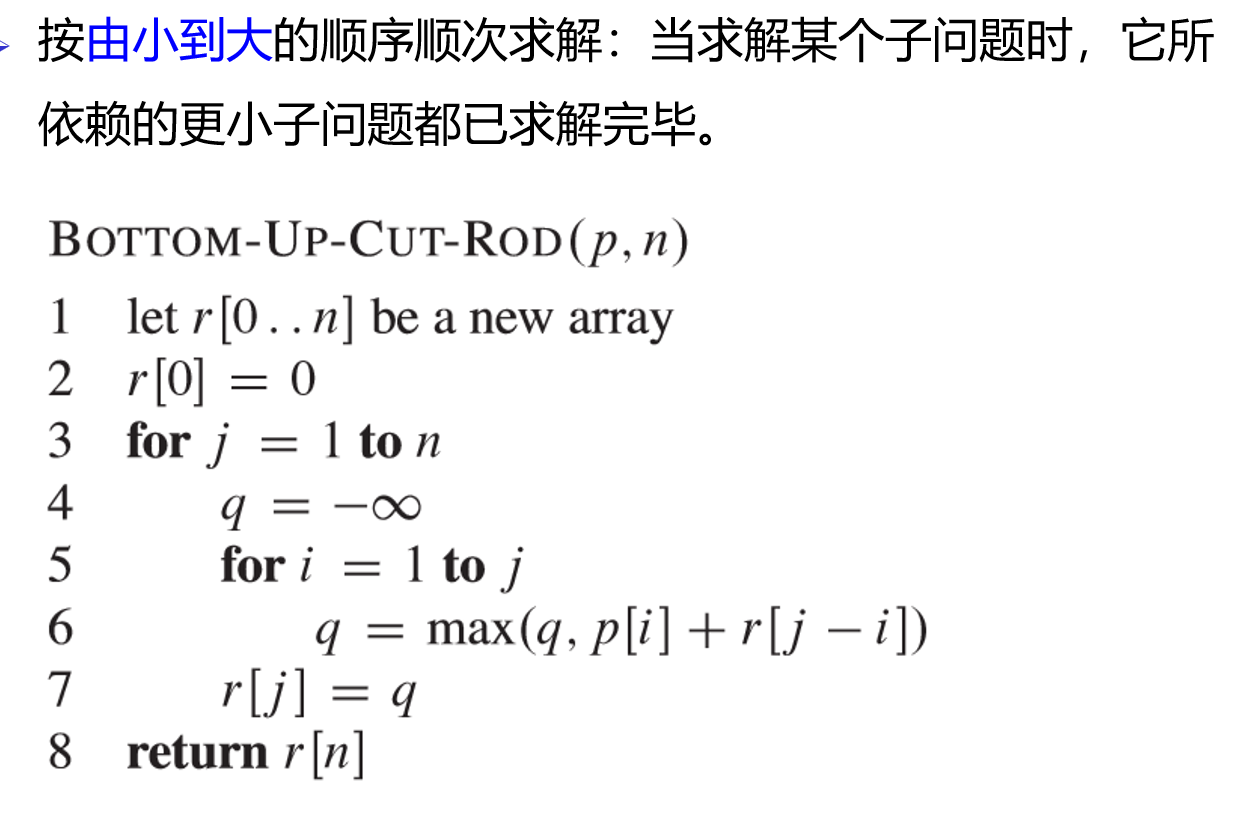 按由小到大的顺序顺次求解：当求解某个子问题时，它所
依赖的更小子问题都已求解完毕。
BOTTOM-UP-CUT-ROD(p, n)
1 let r[0..n] be a new array
2 r[0] = 0
3 for j = 1 to n
4 q = −∞
5 for i = 1 to j
6 q = max(q, p[i] + r[j − i])
7 r[j] = q
8 return r[n]